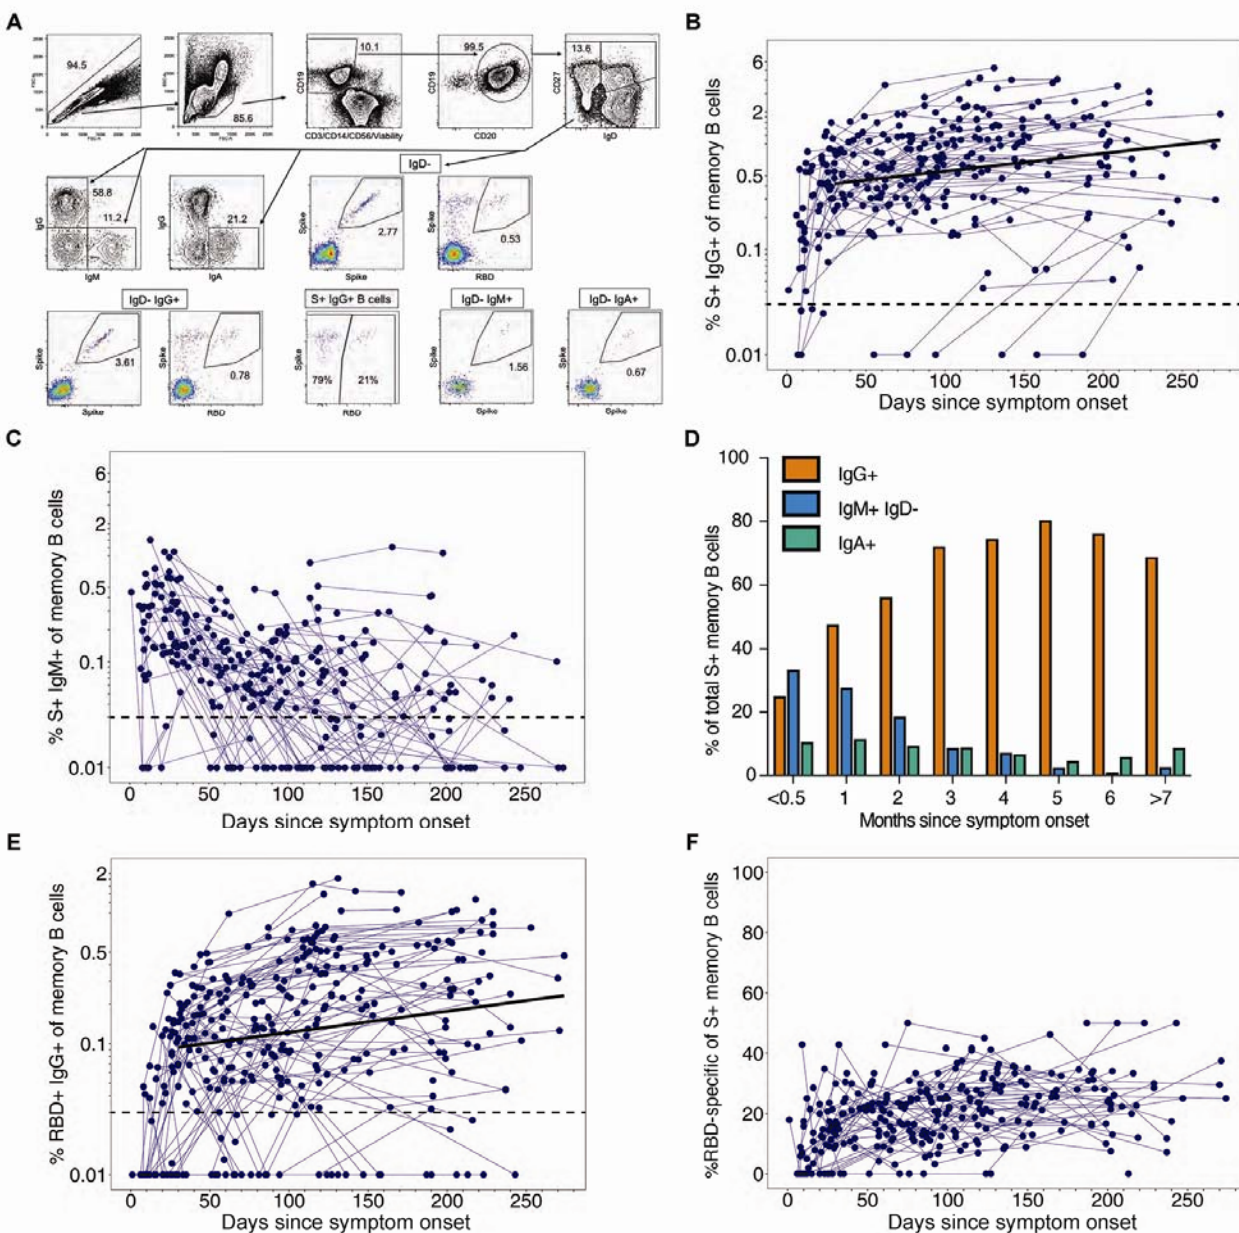 A
94.5
85.6
10.1
CD19
CD3/CD14/CD56/Viability
99.5
CD19
CD20
13.6
CD27
IgD
IgD-
58.8
11.2
IgG
IgM
21.2
IgG
IgA
2.77
Spike
Spike
0.53
Spike
RBD
IgD- IgG+
S+ IgG+ B cells
IgD- IgM+
IgD- IgA+
3.61
Spike
Spike
0.78
Spike
RBD
79%
21%
Spike
RBD
1.56
Spike
Spike
0.67
Spike
Spike
B
% S+ IgG+ of memory B cells
6
2
0.5
0.1
0.01
0 50 100 150 200 250
Days since symptom onset
C
% S+ IgM+ of memory B cells
6
2
0.5
0.1
0.01
0 50 100 150 200 250
Days since symptom onset
D
% of total S+ memory B cells
100
80
60
40
20
0
IgG+
IgM+ IgD-
IgA+
<0.5 1 2 3 4 5 6 >7
Months since symptom onset
E
% RBD+ IgG+ of memory B cells
2
0.5
0.1
0.01
0 50 100 150 200 250
Days since symptom onset
F
%RBD-specific of S+ memory B cells
100
80
60
40
20
0
0 50 100 150 200 250
Days since symptom onset